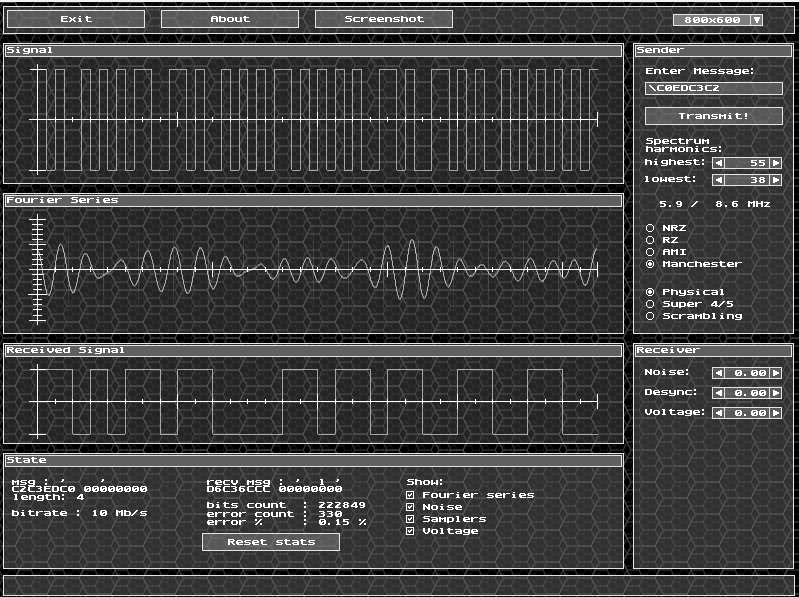 Exit
About
Screenshot
800x600
Signal
Fourier Series
Received Signal
State
msg : ' '
C2C3EDC0 00000000
length: 4
bitrate : 10 Mb/s
recv msg : ' l '
D6C36CCC 00000000
bits count : 222849
error count : 330
error % : 0.15 %
Reset stats
Show:
Fourier series
Noise
Samplers
Voltage
Sender
Enter Message:
\C0EDC3C2
Transmit!
Spectrum
harmonics:
highest: 55
lowest: 38
5.9 / 8.6 MHz
NRZ
RZ
AMI
Manchester
Physical
Super 4/5
Scrambling
Receiver
Noise: 0.00
Desync: 0.00
Voltage: 0.00